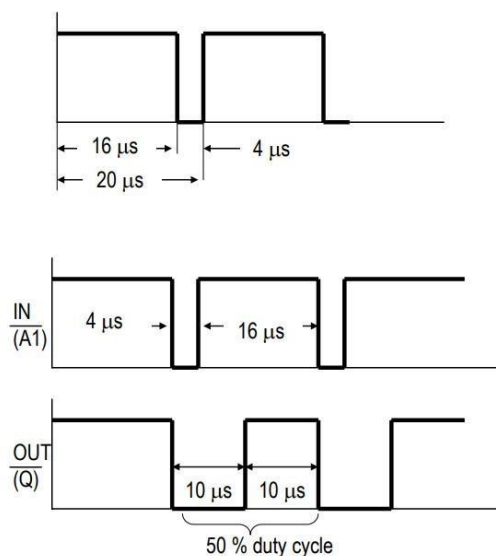 16 µs
4 µs
20 µs
IN
(A1)
4 µs
16 µs
OUT
(Q)
10 µs
10 µs
50 % duty cycle